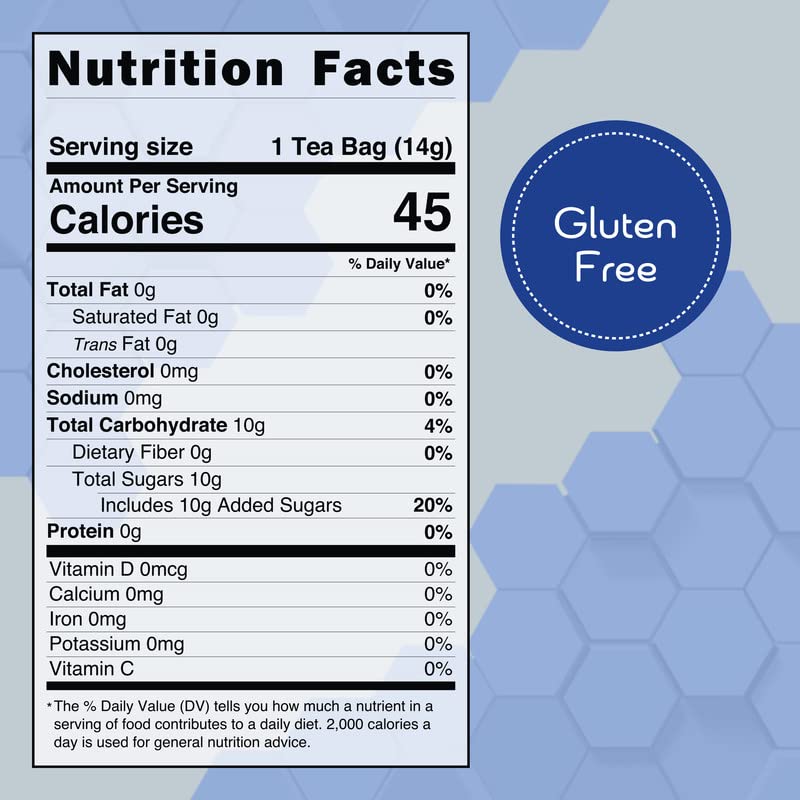 Nutrition Facts
Serving size 1 Tea Bag (14g)
Amount Per Serving
Calories 45
% Daily Value*
Total Fat 0g 0%
Saturated Fat 0g 0%
Trans Fat 0g
Cholesterol 0mg 0%
Sodium 0mg 0%
Total Carbohydrate 10g 4%
Dietary Fiber 0g 0%
Total Sugars 10g
Includes 10g Added Sugars 20%
Protein 0g 0%
Vitamin D 0mcg 0%
Calcium 0mg 0%
Iron 0mg 0%
Potassium 0mg 0%
Vitamin C 0%
*The % Daily Value (DV) tells you how much a nutrient in a
serving of food contributes to a daily diet. 2,000 calories a
day is used for general nutrition advice.
Gluten
Free